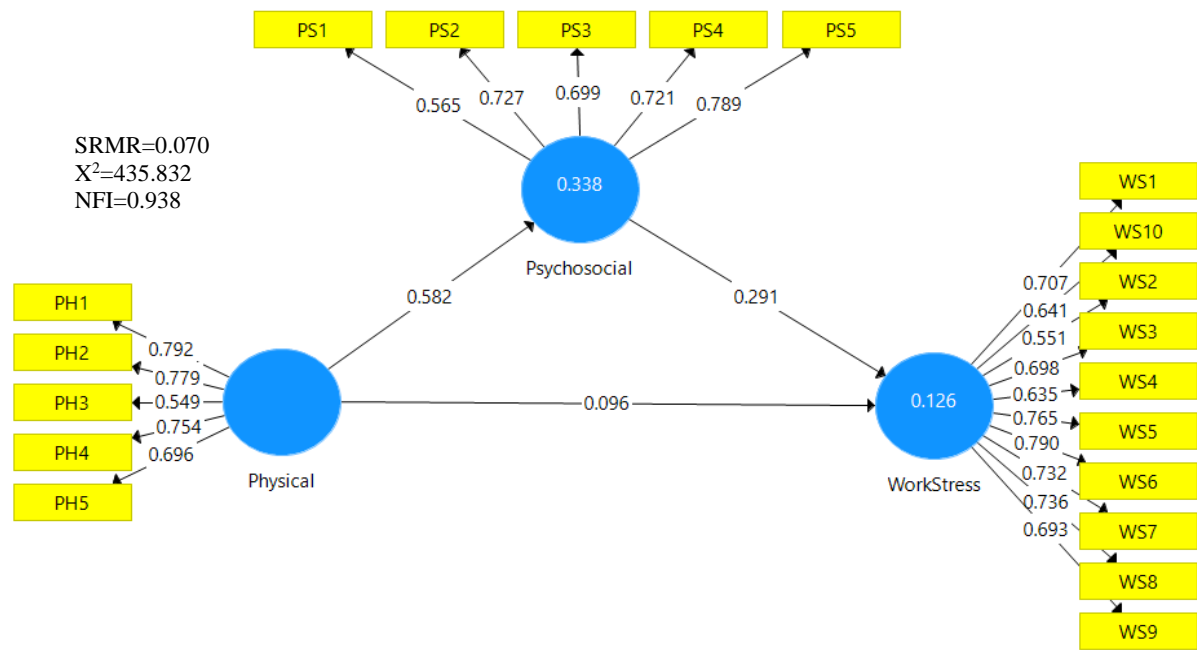 PS1 PS2 PS3 PS4 PS5
0.565 0.727 0.699 0.721 0.789
SRMR=0.070
X²=435.832
NFI=0.938
0.338
Psychosocial
0.582
0.291
PH1
PH2
PH3
PH4
PH5
0.792
0.779
0.549
0.754
0.696
Physical
0.096
0.126
WorkStress
0.707
0.641
0.551
0.698
0.635
0.765
0.790
0.732
0.736
0.693
WS1
WS10
WS2
WS3
WS4
WS5
WS6
WS7
WS8
WS9